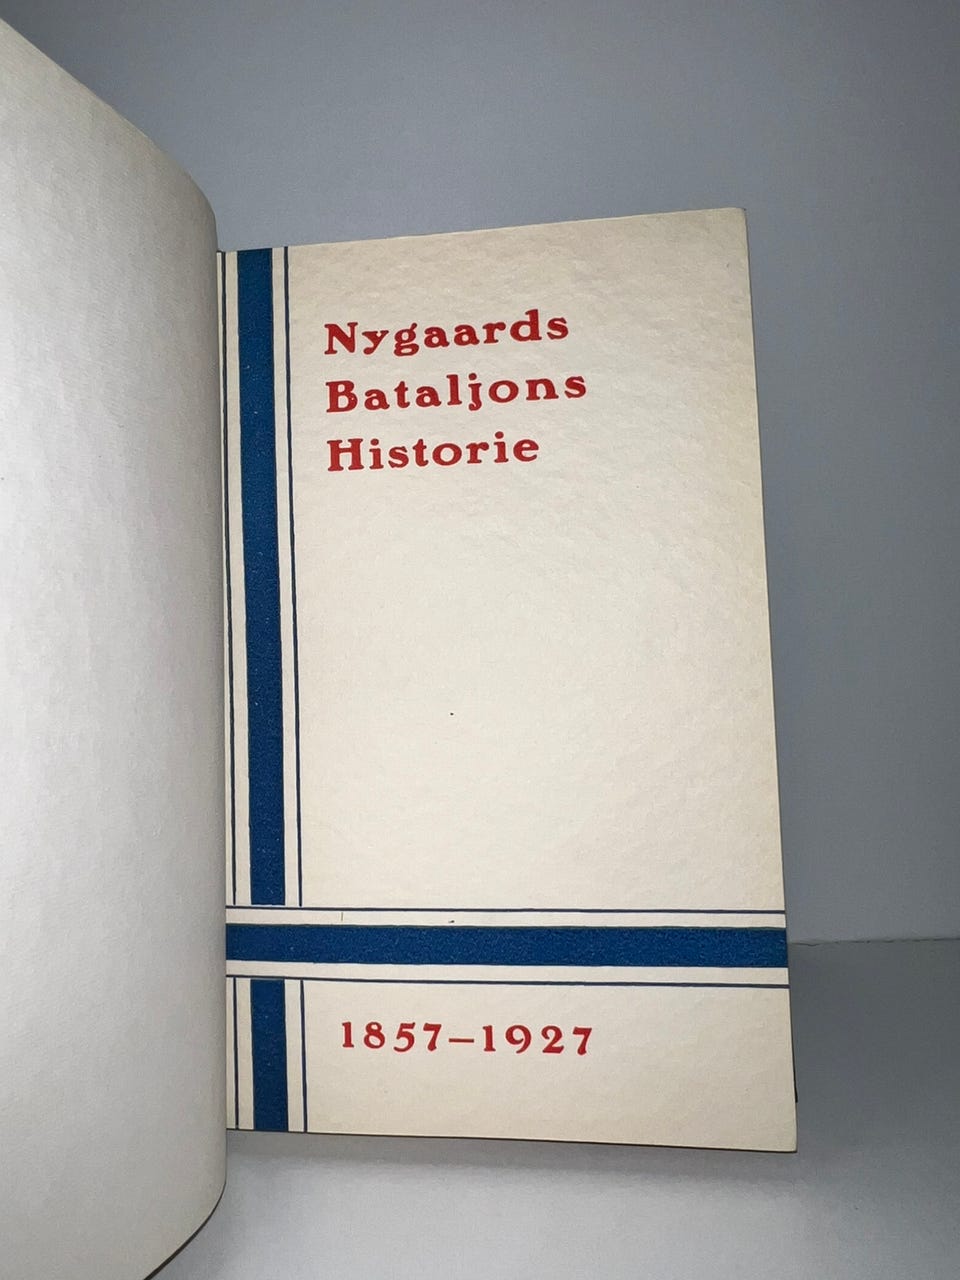 Nygaards
Bataljons
Historie
1857–1927